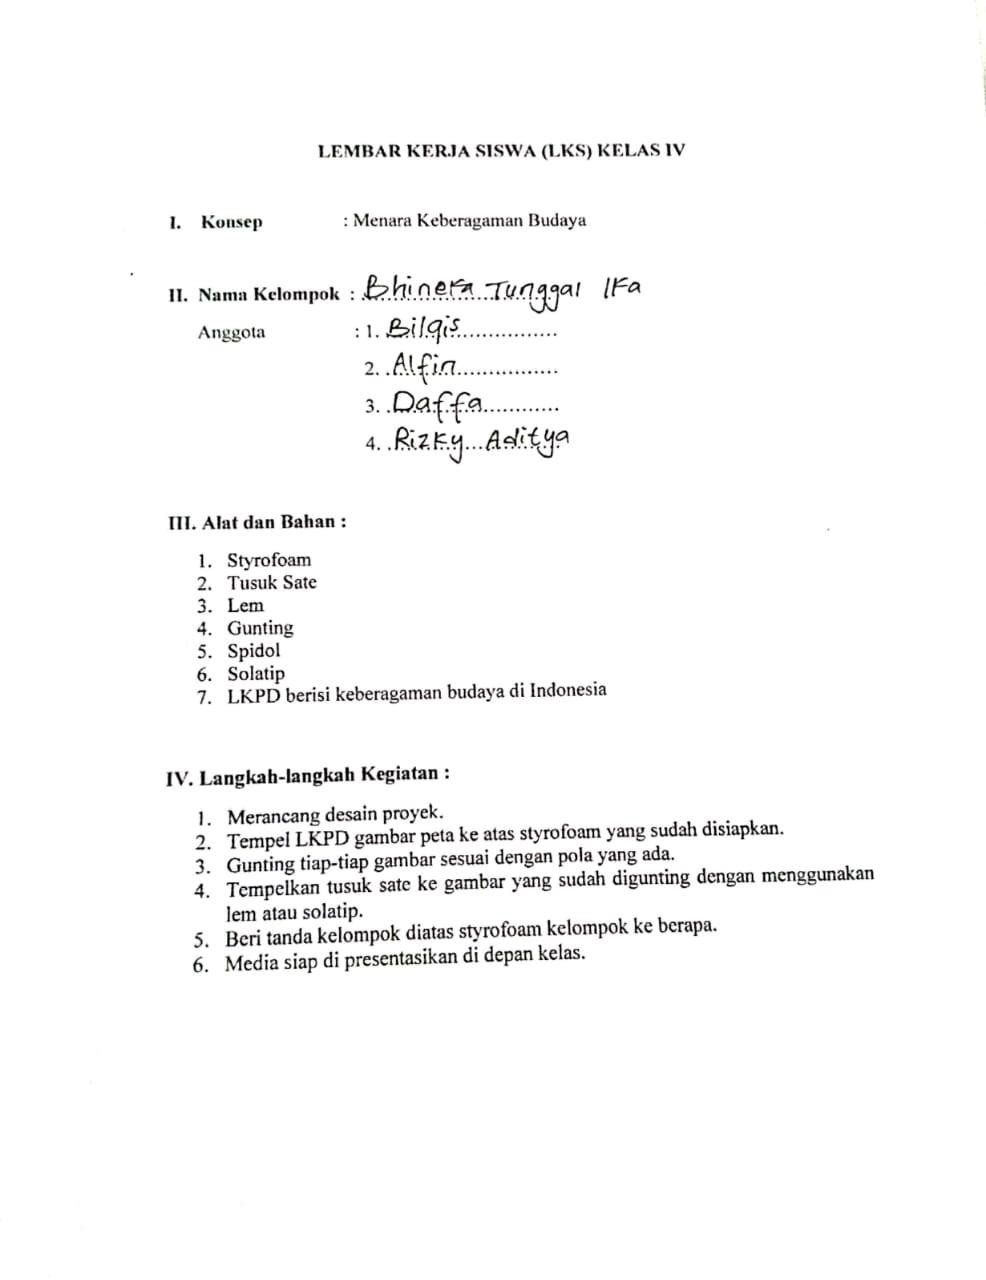 LEMBAR KERJA SISWA (LKS) KELAS IV
I. Konsep : Menara Keberagaman Budaya
II. Nama Kelompok : Bhineka Tunggal Ika
Anggota : 1. Bilqis
2. Alfin
3. Daffa
4. Rizky Aditya
III. Alat dan Bahan :
1. Styrofoam
2. Tusuk Sate
3. Lem
4. Gunting
5. Spidol
6. Solatip
7. LKPD berisi keberagaman budaya di Indonesia
IV. Langkah-langkah Kegiatan :
1. Merancang desain proyek.
2. Tempel LKPD gambar peta ke atas styrofoam yang sudah disiapkan.
3. Gunting tiap-tiap gambar sesuai dengan pola yang ada.
4. Tempelkan tusuk sate ke gambar yang sudah digunting dengan menggunakan
lem atau solatip.
5. Beri tanda kelompok diatas styrofoam kelompok ke berapa.
6. Media siap di presentasikan di depan kelas.